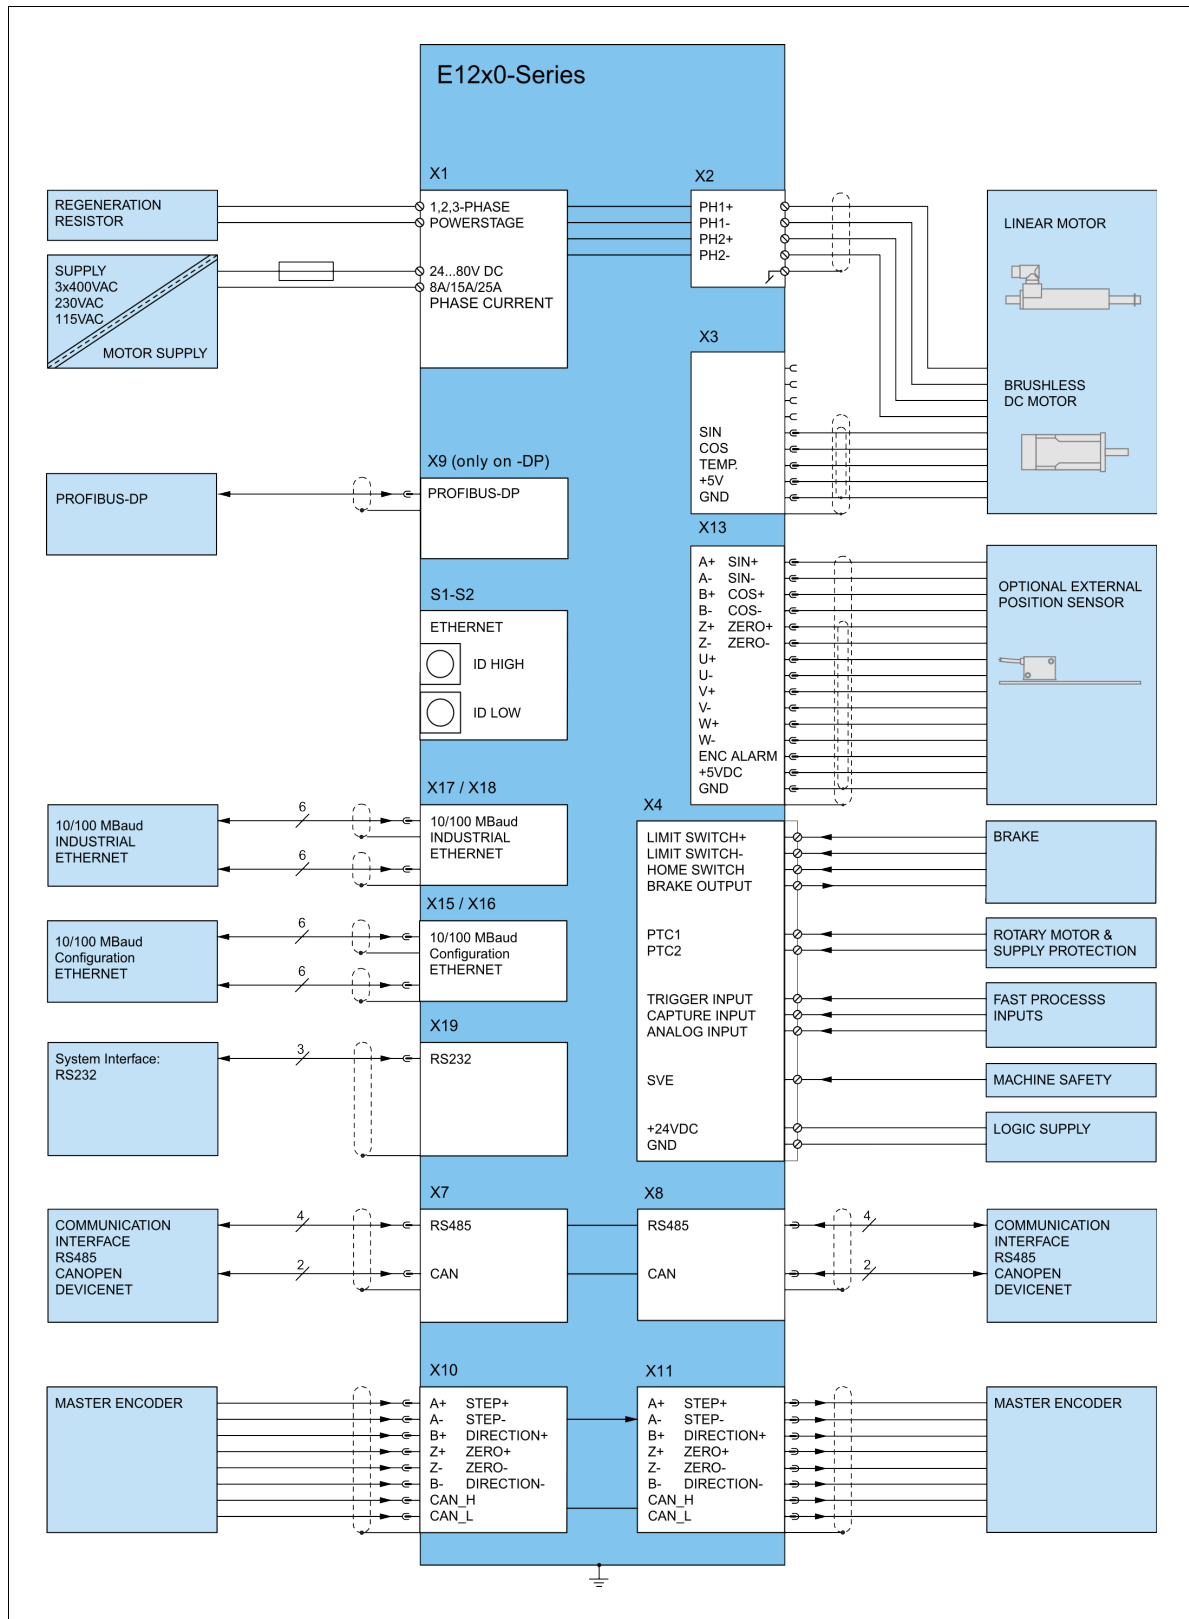 E12x0-Series
X1
REGENERATION
RESISTOR
1,2,3-PHASE
POWERSTAGE
SUPPLY
3x400VAC
230VAC
115VAC
MOTOR SUPPLY
24...80V DC
8A/15A/25A
PHASE CURRENT
X2
PH1+
PH1-
PH2+
PH2-
LINEAR MOTOR
BRUSHLESS
DC MOTOR
X3
SIN
COS
TEMP.
+5V
GND
X9 (only on -DP)
PROFIBUS-DP
PROFIBUS-DP
S1-S2
ETHERNET
ID HIGH
ID LOW
X13
A+ SIN+
A- SIN-
B+ COS+
B- COS-
Z+ ZERO+
Z- ZERO-
U+
U-
V+
V-
W+
W-
ENC ALARM
+5VDC
GND
OPTIONAL EXTERNAL
POSITION SENSOR
X17 / X18
10/100 MBaud
INDUSTRIAL
ETHERNET
6
6
10/100 MBaud
INDUSTRIAL
ETHERNET
X15 / X16
10/100 MBaud
Configuration
ETHERNET
6
6
10/100 MBaud
Configuration
ETHERNET
X19
System Interface:
RS232
3
RS232
X4
LIMIT SWITCH+
LIMIT SWITCH-
HOME SWITCH
BRAKE OUTPUT
BRAKE
PTC1
PTC2
ROTARY MOTOR &
SUPPLY PROTECTION
TRIGGER INPUT
CAPTURE INPUT
ANALOG INPUT
FAST PROCESSS
INPUTS
SVE
MACHINE SAFETY
+24VDC
GND
LOGIC SUPPLY
X7
COMMUNICATION
INTERFACE
RS485
CANOPEN
DEVICENET
4
2
RS485
CAN
X8
RS485
CAN
4
2
COMMUNICATION
INTERFACE
RS485
CANOPEN
DEVICENET
X10
MASTER ENCODER
A+ STEP+
A- STEP-
B+ DIRECTION+
Z+ ZERO+
Z- ZERO-
B- DIRECTION-
CAN_H
CAN_L
X11
A+ STEP+
A- STEP-
B+ DIRECTION+
Z+ ZERO+
Z- ZERO-
B- DIRECTION-
CAN_H
CAN_L
MASTER ENCODER